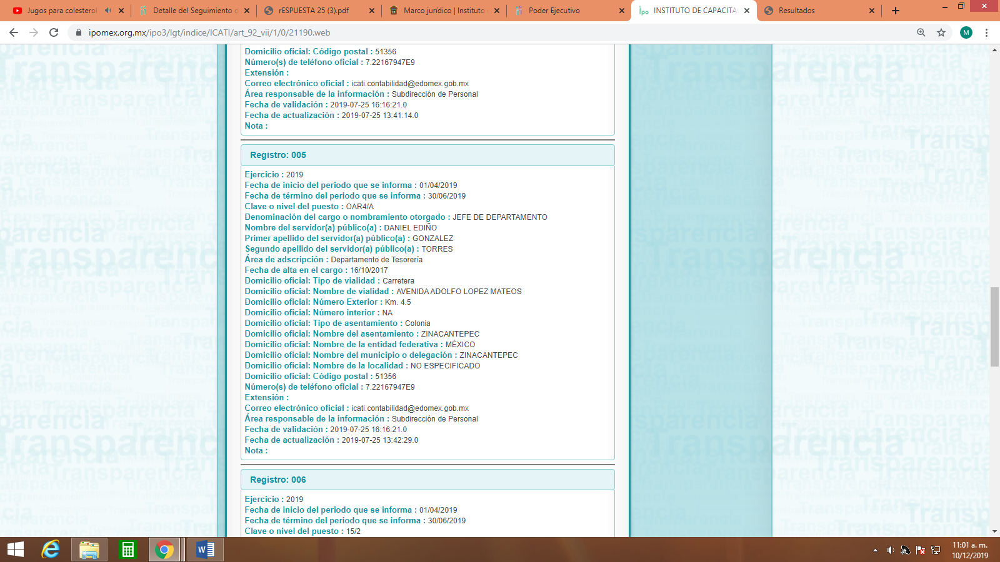 Jugos para colesterol
Detalle del Seguimiento d
rESPUESTA 25 (3).pdf
Marco jurídico | Instituto
Poder Ejecutivo
INSTITUTO DE CAPACITA
Resultados
ipomex.org.mx/ipo3/lgt/indice/ICATI/art_92_vii/1/0/21190.web
M
Domicilio oficial: Código postal : 51356
Número(s) de teléfono oficial : 7.22167947E9
Extensión :
Correo electrónico oficial : icati.contabilidad@edomex.gob.mx
Área responsable de la información : Subdirección de Personal
Fecha de validación : 2019-07-25 16:16:21.0
Fecha de actualización : 2019-07-25 13:41:14.0
Nota :
Registro: 005
Ejercicio : 2019
Fecha de inicio del periodo que se informa : 01/04/2019
Fecha de término del periodo que se informa : 30/06/2019
Clave o nivel del puesto : OAR4/A
Denominación del cargo o nombramiento otorgado : JEFE DE DEPARTAMENTO
Nombre del servidor(a) público(a) : DANIEL EDIÑO
Primer apellido del servidor(a) público(a) : GONZALEZ
Segundo apellido del servidor(a) público(a) : TORRES
Área de adscripción : Departamento de Tesorería
Fecha de alta en el cargo : 16/10/2017
Domicilio oficial: Tipo de vialidad : Carretera
Domicilio oficial: Nombre de vialidad : AVENIDA ADOLFO LOPEZ MATEOS
Domicilio oficial: Número Exterior : Km. 4.5
Domicilio oficial: Número interior : NA
Domicilio oficial: Tipo de asentamiento : Colonia
Domicilio oficial: Nombre del asentamiento : ZINACANTEPEC
Domicilio oficial: Nombre de la entidad federativa : MÉXICO
Domicilio oficial: Nombre del municipio o delegación : ZINACANTEPEC
Domicilio oficial: Nombre de la localidad : NO ESPECIFICADO
Domicilio oficial: Código postal : 51356
Número(s) de teléfono oficial : 7.22167947E9
Extensión :
Correo electrónico oficial : icati.contabilidad@edomex.gob.mx
Área responsable de la información : Subdirección de Personal
Fecha de validación : 2019-07-25 16:16:21.0
Fecha de actualización : 2019-07-25 13:42:29.0
Nota :
Registro: 006
Ejercicio : 2019
Fecha de inicio del periodo que se informa : 01/04/2019
Fecha de término del periodo que se informa : 30/06/2019
Clave o nivel del puesto : 15/2
11:01 a. m.
10/12/2019